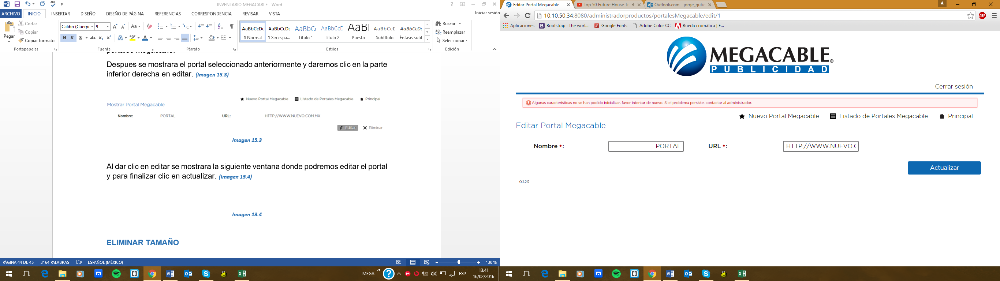 INVENTARIO MEGACABLE - Word
ARCHIVO INICIO INSERTAR DISEÑO DISEÑO DE PÁGINA REFERENCIAS CORRESPONDENCIA REVISAR VISTA Iniciar sesión
Pegar
Cortar
Copiar
Copiar formato
Portapapeles
Calibri (Cuerpo 9
Fuente
Párrafo
AaBbCcDc AaBbCcDc AaBbCc AaBbCcD AaBl AaBbCcD AaBbCcDc
¶ Normal ¶ Sin espa... Título 1 Título 2 Puesto Subtítulo Énfasis sutil
Estilos
Buscar
Reemplazar
Seleccionar
Edición
Despues se mostrara el portal seleccionado anteriormente y daremos clic en la parte
inferior derecha en editar. (Imagen 15.3)
Nuevo Portal Megacable Listado de Portales Megacable Principal
Mostrar Portal Megacable
Nombre: PORTAL URL: HTTP://WWW.NUEVO.COM.MX
Editar Eliminar
Imagen 15.3
Al dar clic en editar se mostrara la siguiente ventana donde podremos editar el portal
y para finalizar clic en actualizar. (Imagen 15.4)
Imagen 13.4
ELIMINAR TAMAÑO
PÁGINA 44 DE 45 3164 PALABRAS ESPAÑOL (MÉXICO) 130 %
MEGA » ESP 13:41
16/02/2016
Editar Portal Megacable Top 50 Future House Tr Outlook.com - jorge_gutie
10.10.50.34:8080/administradorproductos/portalesMegacable/edit/1
ABP
Aplicaciones Bootstrap · The worl... Google Fonts Adobe Color CC Rueda cromática | E...
MEGACABLE®
PUBLICIDAD
Cerrar sesión
Algunas características no se han podido inicializar, favor intentar de nuevo. Si el problema persiste, contactar al administrador.
Nuevo Portal Megacable Listado de Portales Megacable Principal
Editar Portal Megacable
Nombre *: PORTAL URL *: HTTP://WWW.NUEVO.C
Actualizar
0.1.23